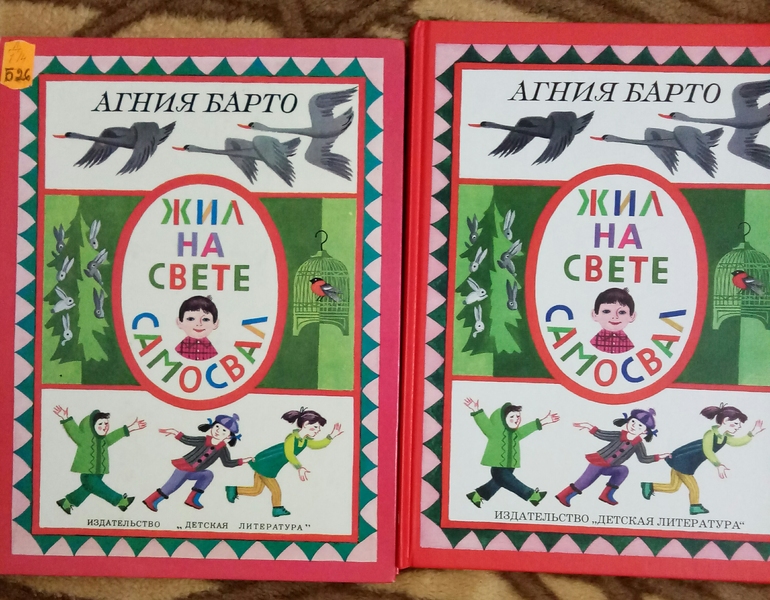 Б26
АГНИЯ БАРТО
ЖИЛ
НА
СВЕТЕ
САМОСВАЛ
ИЗДАТЕЛЬСТВО „ДЕТСКАЯ ЛИТЕРАТУРА"
АГНИЯ БАРТО
ЖИЛ
НА
СВЕТЕ
САМОСВАЛ
ИЗДАТЕЛЬСТВО „ДЕТСКАЯ ЛИТЕРАТУРА“